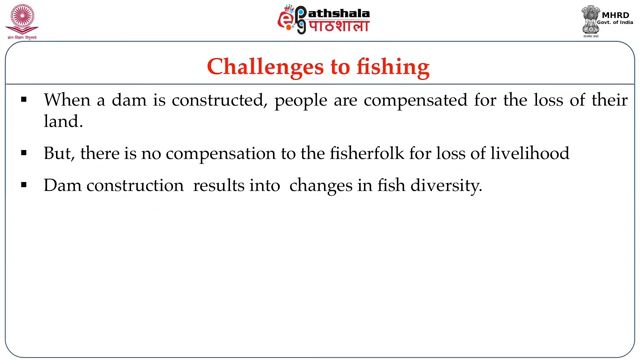 Pathshala
पाठशाला
MHRD
Govt. of India
Challenges to fishing
▪ When a dam is constructed, people are compensated for the loss of their
land.
▪ But, there is no compensation to the fisherfolk for loss of livelihood
▪ Dam construction results into changes in fish diversity.